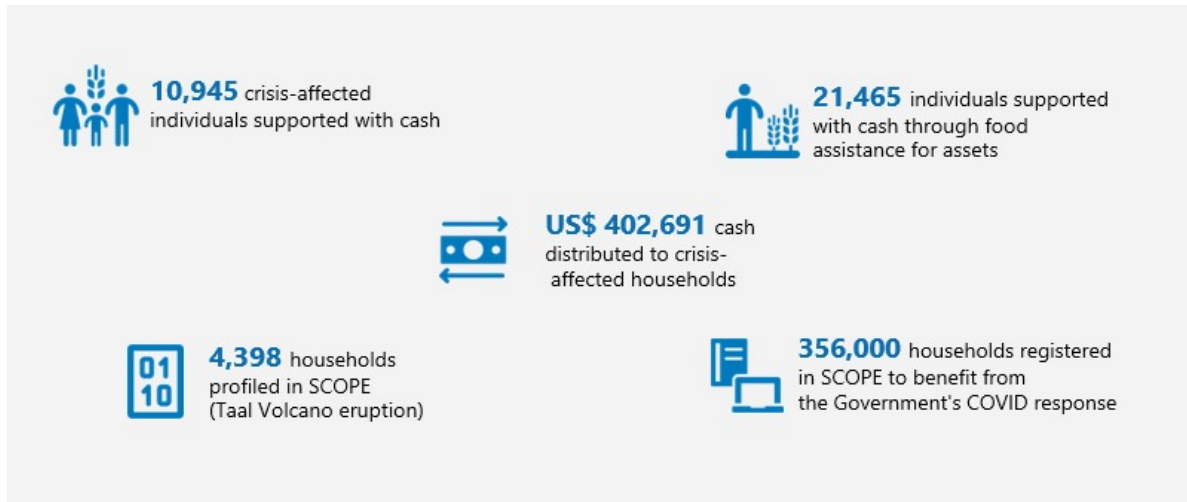 10,945 crisis-affected
individuals supported with cash
21,465 individuals supported
with cash through food
assistance for assets
US$ 402,691 cash
distributed to crisis-
affected households
01
10
4,398 households
profiled in SCOPE
(Taal Volcano eruption)
356,000 households registered
in SCOPE to benefit from
the Government's COVID response